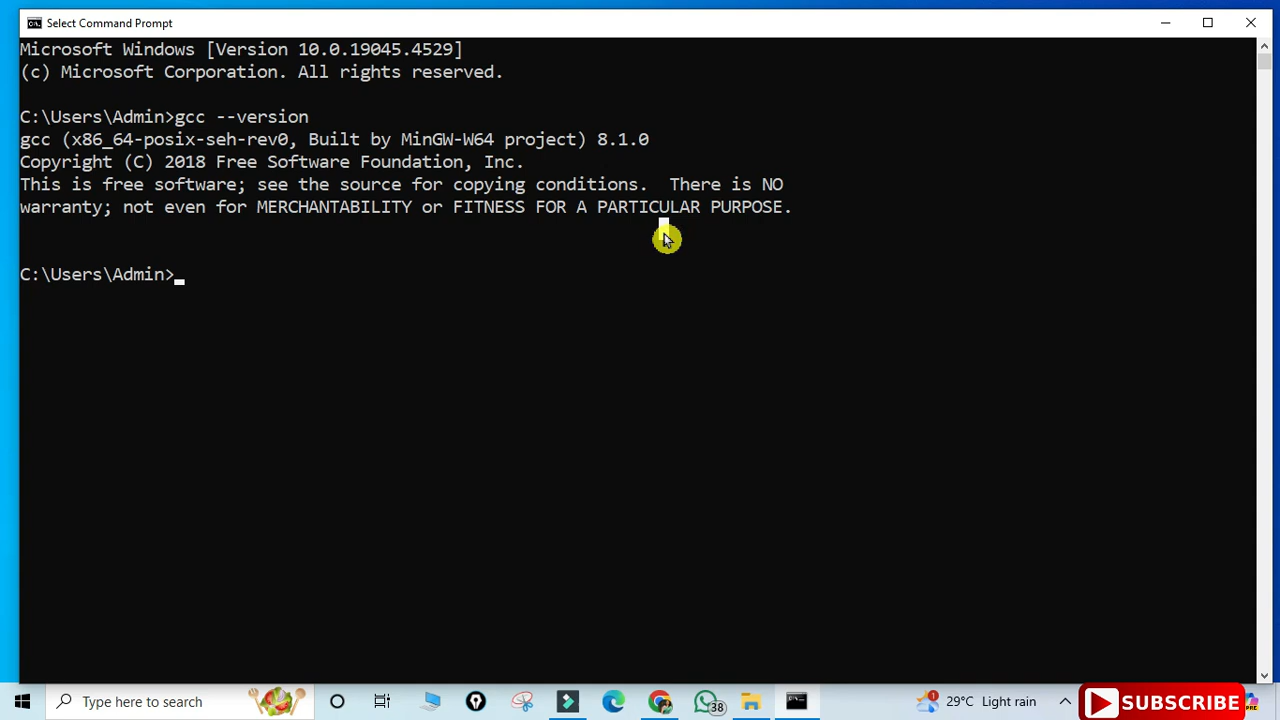 Select Command Prompt
Microsoft Windows [Version 10.0.19045.4529]
(c) Microsoft Corporation. All rights reserved.
C:\Users\Admin>gcc --version
gcc (x86_64-posix-seh-rev0, Built by MinGW-W64 project) 8.1.0
Copyright (C) 2018 Free Software Foundation, Inc.
This is free software; see the source for copying conditions.  There is NO
warranty; not even for MERCHANTABILITY or FITNESS FOR A PARTICULAR PURPOSE.
C:\Users\Admin>
Type here to search
38
1
29°C Light rain
SUBSCRIBE
PRE